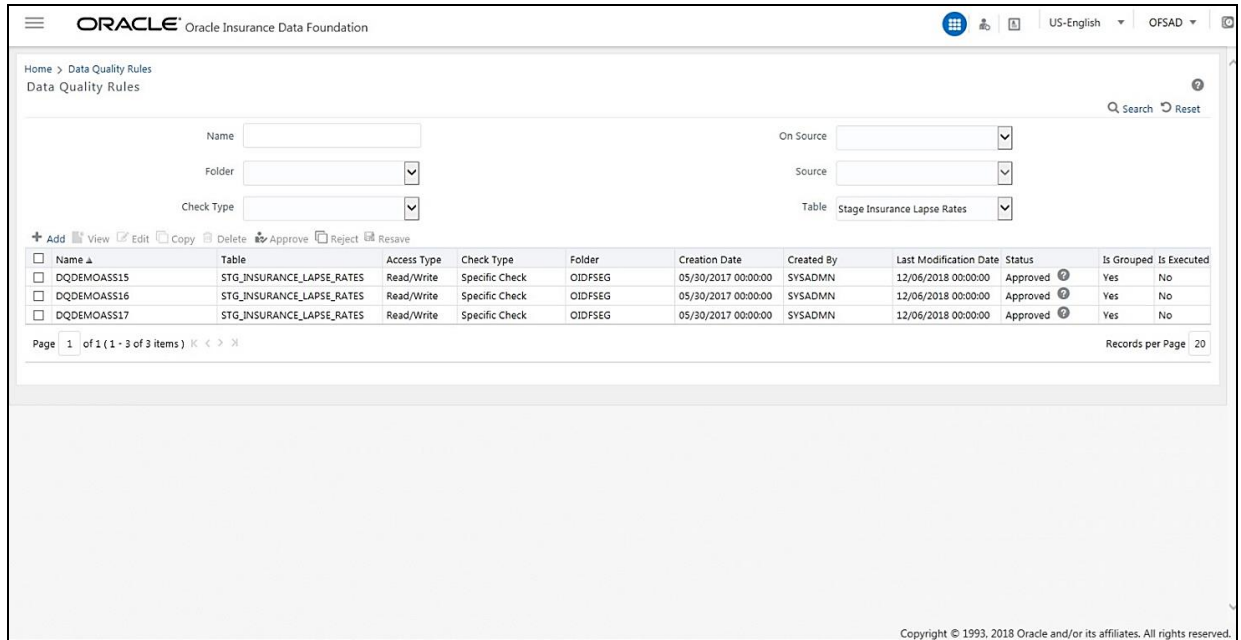 ORACLE Oracle Insurance Data Foundation US-English OFSAD
Home > Data Quality Rules
Data Quality Rules
Search Reset
Name On Source
Folder Source
Check Type Table Stage Insurance Lapse Rates
Add View Edit Copy Delete Approve Reject Resave
Name Table Access Type Check Type Folder Creation Date Created By Last Modification Date Status Is Grouped Is Executed
DQDEMOASS15 STG_INSURANCE_LAPSE_RATES Read/Write Specific Check OIDFSEG 05/30/2017 00:00:00 SYSADMN 12/06/2018 00:00:00 Approved Yes No
DQDEMOASS16 STG_INSURANCE_LAPSE_RATES Read/Write Specific Check OIDFSEG 05/30/2017 00:00:00 SYSADMN 12/06/2018 00:00:00 Approved Yes No
DQDEMOASS17 STG_INSURANCE_LAPSE_RATES Read/Write Specific Check OIDFSEG 05/30/2017 00:00:00 SYSADMN 12/06/2018 00:00:00 Approved Yes No
Page 1 of 1 ( 1 - 3 of 3 items ) Records per Page 20
Copyright © 1993, 2018 Oracle and/or its affiliates. All rights reserved.